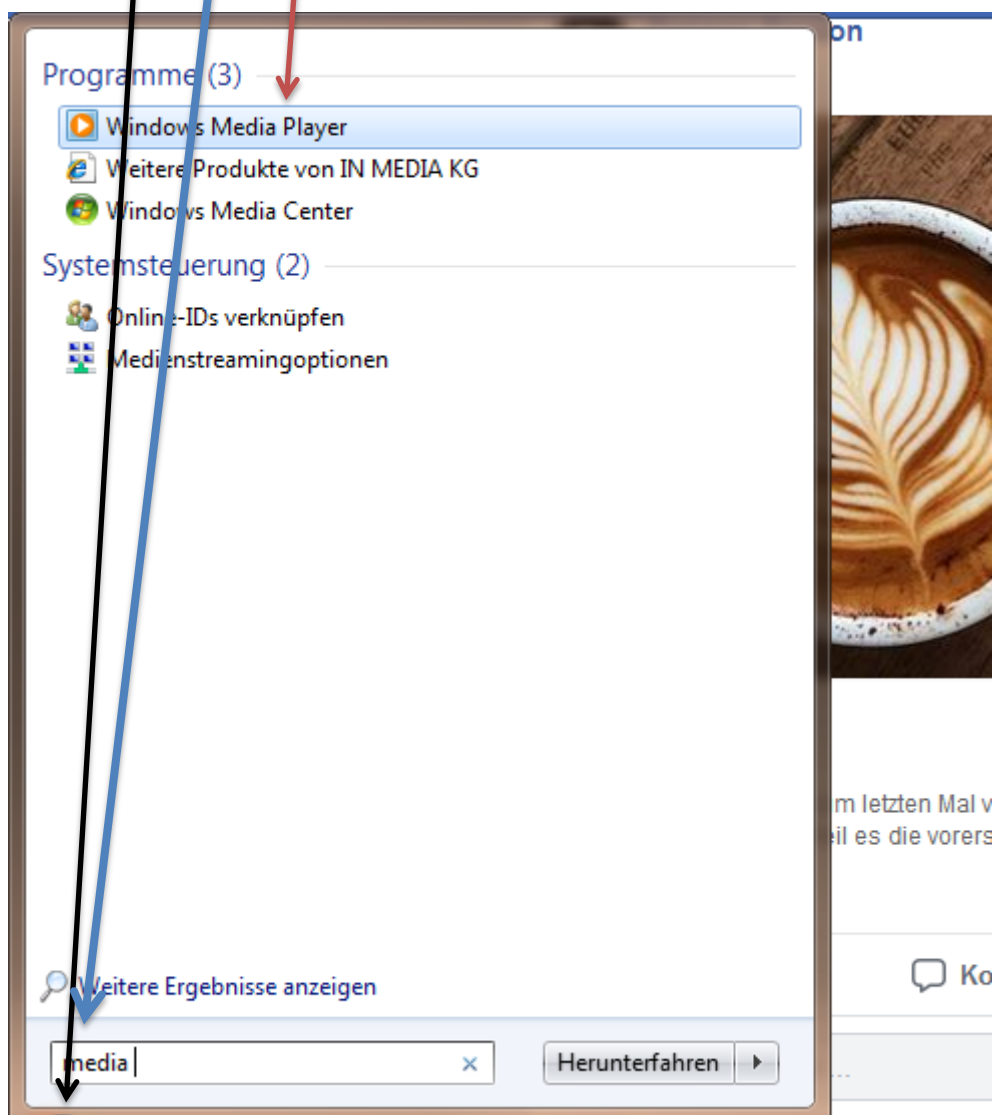 on
Programme (3)
Windows Media Player
Weitere Produkte von IN MEDIA KG
Windows Media Center
Systemsteuerung (2)
Online-IDs verknüpfen
Medienstreamingoptionen
m letzten Mal v
eil es die vorers
Weitere Ergebnisse anzeigen
Ko
media
Herunterfahren
...